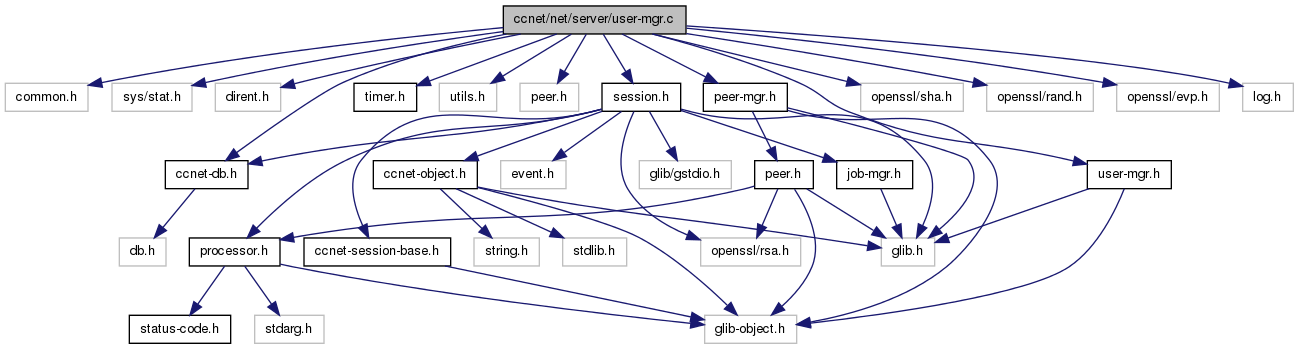 ccnet/net/server/user-mgr.c
common.h
sys/stat.h
dirent.h
timer.h
utils.h
peer.h
session.h
peer-mgr.h
openssl/sha.h
openssl/rand.h
openssl/evp.h
log.h
ccnet-db.h
ccnet-object.h
event.h
glib/gstdio.h
peer.h
job-mgr.h
user-mgr.h
db.h
processor.h
ccnet-session-base.h
string.h
stdlib.h
openssl/rsa.h
glib.h
status-code.h
stdarg.h
glib-object.h